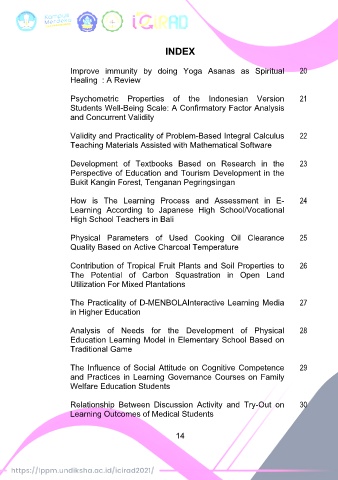 Kampus
Merdeka
iCIRAD
INDEX
Improve immunity by doing Yoga Asanas as Spiritual 20
Healing : A Review
Psychometric Properties of the Indonesian Version 21
Students Well-Being Scale: A Confirmatory Factor Analysis
and Concurrent Validity
Validity and Practicality of Problem-Based Integral Calculus 22
Teaching Materials Assisted with Mathematical Software
Development of Textbooks Based on Research in the 23
Perspective of Education and Tourism Development in the
Bukit Kangin Forest, Tenganan Pegringsingan
How is The Learning Process and Assessment in E- 24
Learning According to Japanese High School/Vocational
High School Teachers in Bali
Physical Parameters of Used Cooking Oil Clearance 25
Quality Based on Active Charcoal Temperature
Contribution of Tropical Fruit Plants and Soil Properties to 26
The Potential of Carbon Squastration in Open Land
Utilization For Mixed Plantations
The Practicality of D-MENBOLAInteractive Learning Media 27
in Higher Education
Analysis of Needs for the Development of Physical 28
Education Learning Model in Elementary School Based on
Traditional Game
The Influence of Social Attitude on Cognitive Competence 29
and Practices in Learning Governance Courses on Family
Welfare Education Students
Relationship Between Discussion Activity and Try-Out on 30
Learning Outcomes of Medical Students
14
https://lppm.undiksha.ac.id/icirad2021/